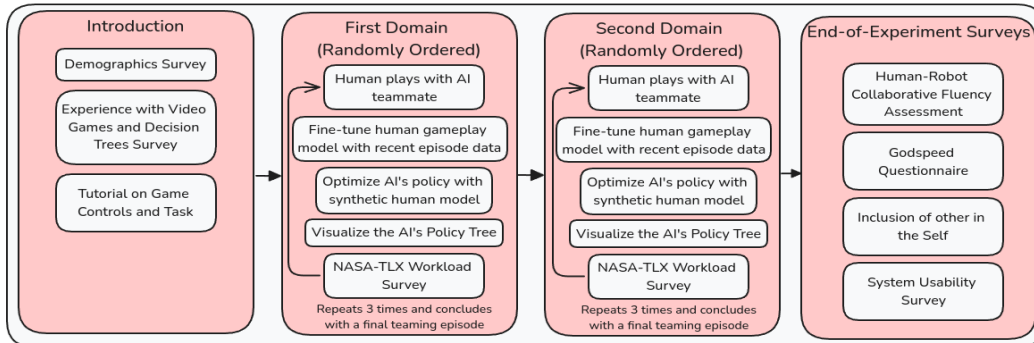 Introduction
Demographics Survey
Experience with Video
Games and Decision
Trees Survey
Tutorial on Game
Controls and Task
First Domain
(Randomly Ordered)
Human plays with AI
teammate
Fine-tune human gameplay
model with recent episode data
Optimize AI's policy with
synthetic human model
Visualize the AI's Policy Tree
NASA-TLX Workload
Survey
Repeats 3 times and concludes
with a final teaming episode
Second Domain
(Randomly Ordered)
Human plays with AI
teammate
Fine-tune human gameplay
model with recent episode data
Optimize AI's policy with
synthetic human model
Visualize the AI's Policy Tree
NASA-TLX Workload
Survey
Repeats 3 times and concludes
with a final teaming episode
End-of-Experiment Surveys
Human-Robot
Collaborative Fluency
Assessment
Godspeed
Questionnaire
Inclusion of other in
the Self
System Usability
Survey